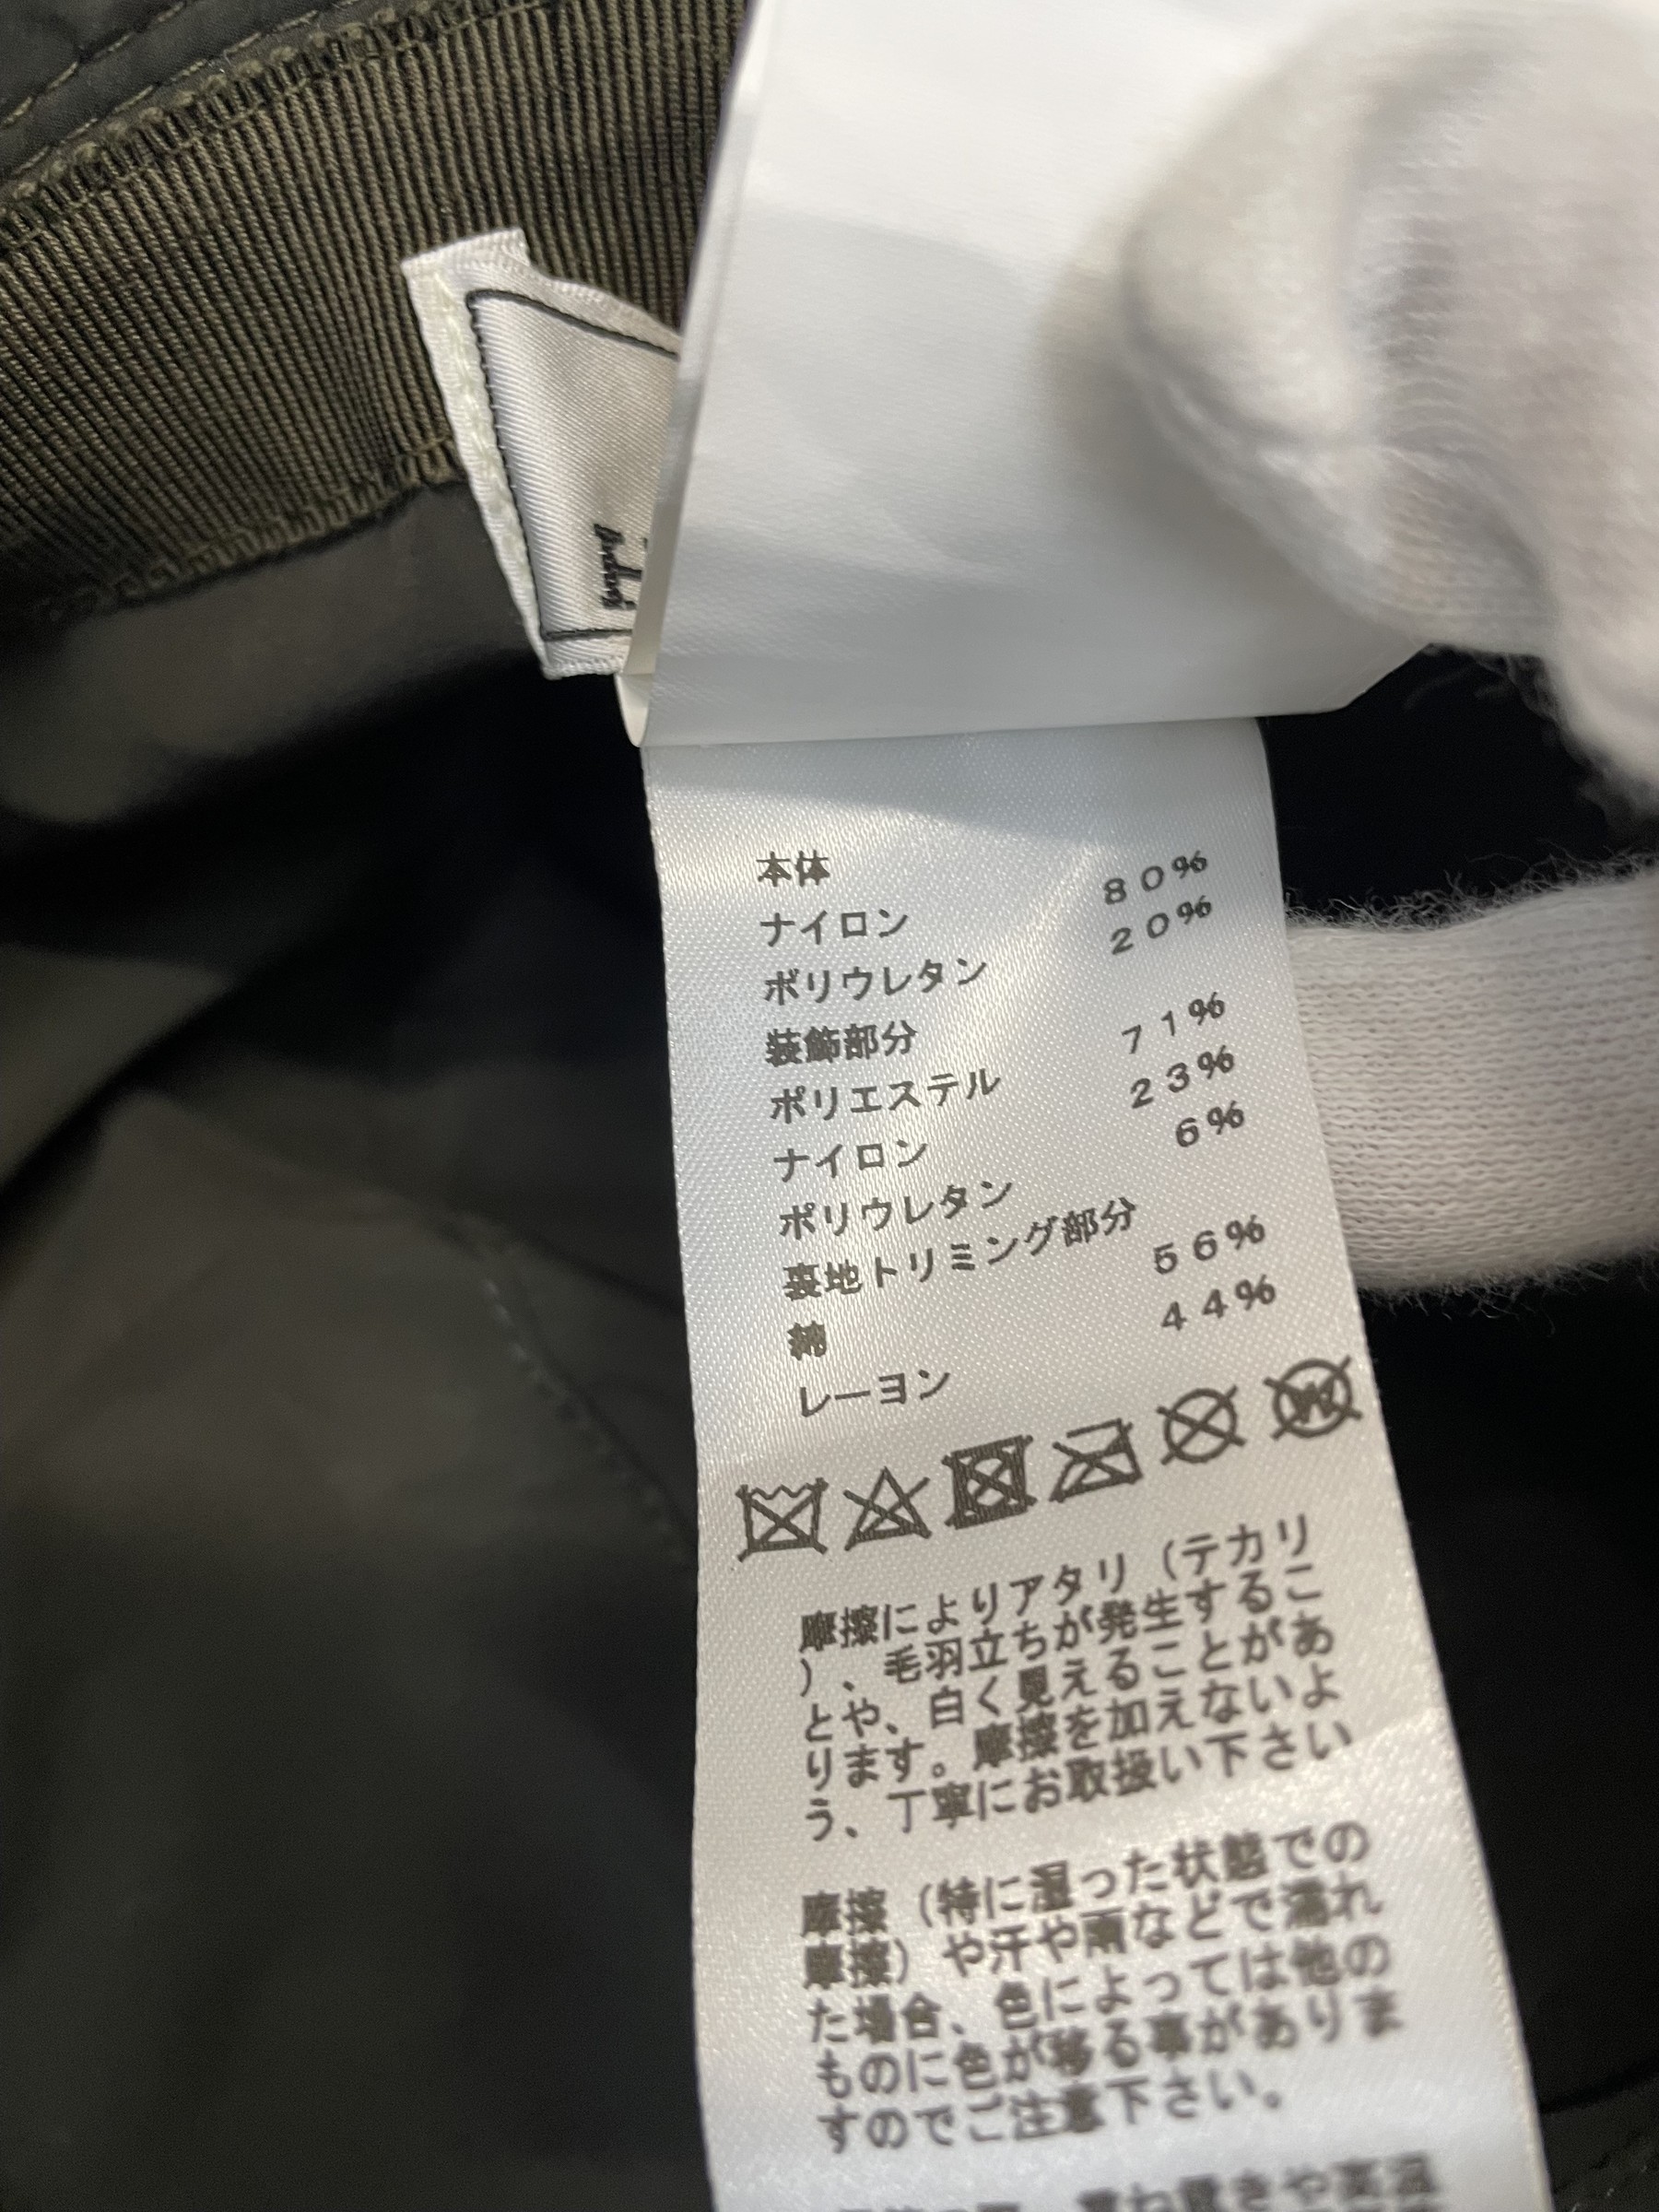 本体
ナイロン 80%
ポリウレタン 20%
装飾部分
ポリエステル 71%
ナイロン 23%
ポリウレタン 6%
裏地トリミング部分
綿 56%
レーヨン 44%
摩擦によりアタリ（テカリ
）、毛羽立ちが発生するこ
とや、白く見えることがあ
ります。摩擦を加えないよ
う、丁寧にお取扱い下さい
摩擦（特に湿った状態での
摩擦）や汗や雨などで濡れ
た場合、色によっては他の
ものに色が移る事がありま
すのでご注意下さい。
重ね置きや高温